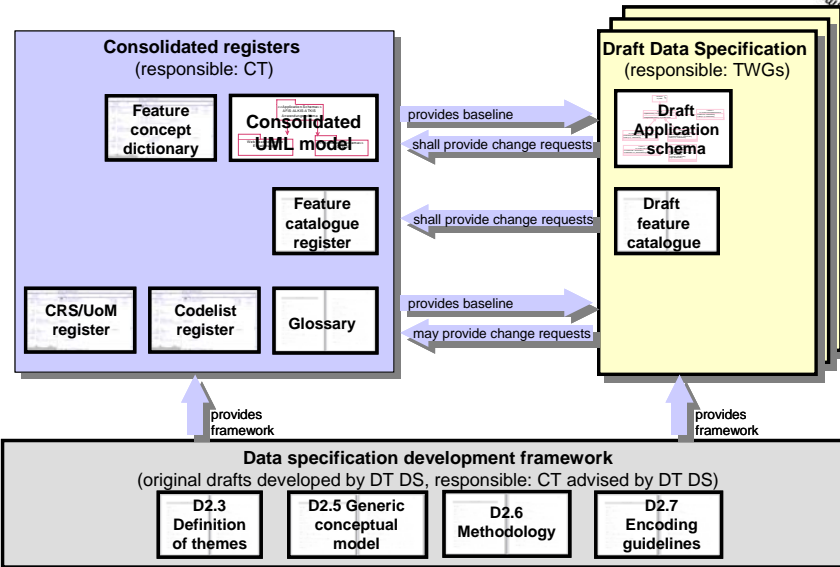 Consolidated registers
(responsible: CT)
Feature
concept
dictionary
Consolidated
UML model
Feature
catalogue
register
CRS/UoM
register
Codelist
register
Glossary
provides baseline
shall provide change requests
shall provide change requests
provides baseline
may provide change requests
Draft Data Specification
(responsible: TWGs)
Draft
Application
schema
Draft
feature
catalogue
provides
framework
provides
framework
Data specification development framework
(original drafts developed by DT DS, responsible: CT advised by DT DS)
D2.3
Definition
of themes
D2.5 Generic
conceptual
model
D2.6
Methodology
D2.7
Encoding
guidelines